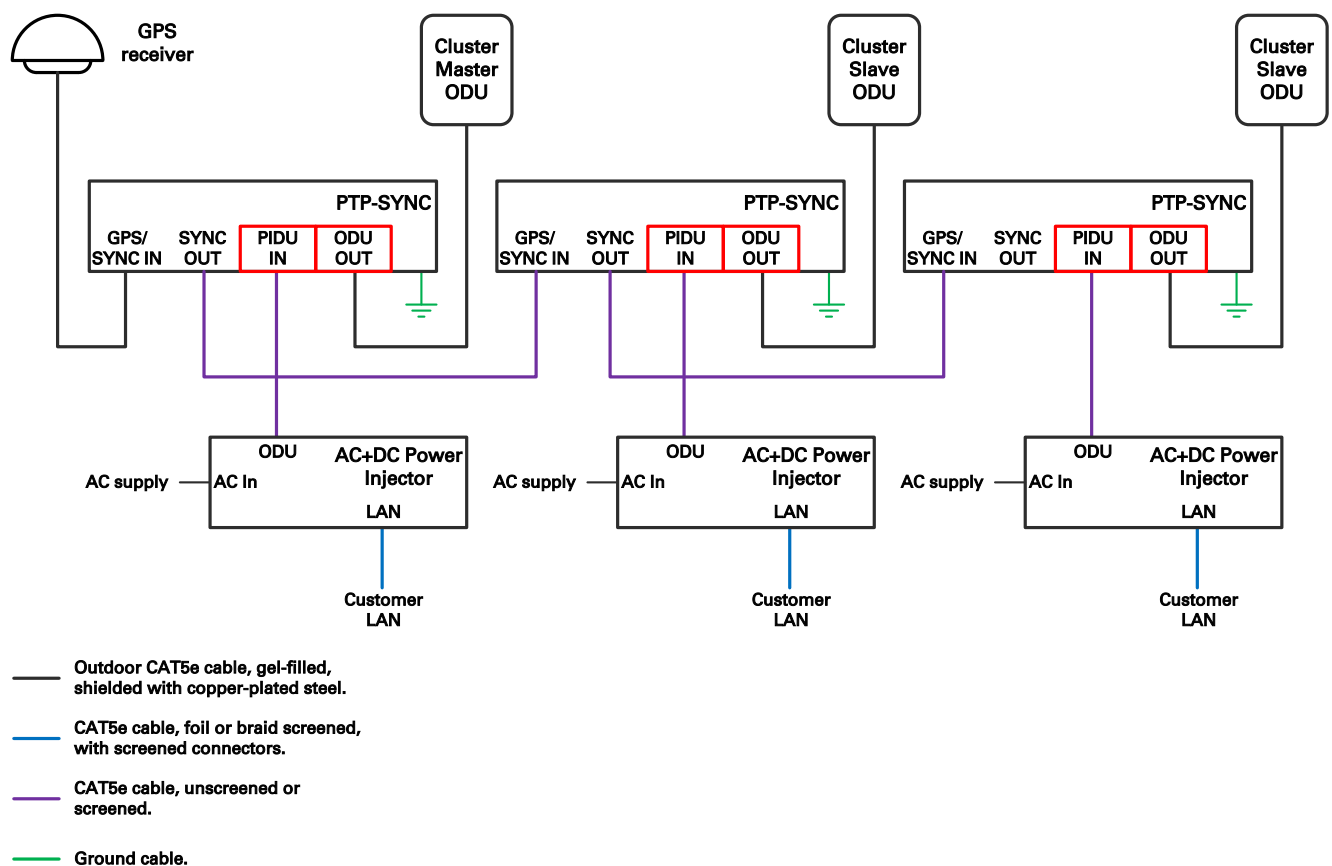 GPS
receiver
Cluster
Master
ODU
Cluster
Slave
ODU
Cluster
Slave
ODU
PTP-SYNC
GPS/
SYNC IN
SYNC
OUT
PIDU
IN
ODU
OUT
PTP-SYNC
GPS/
SYNC IN
SYNC
OUT
PIDU
IN
ODU
OUT
PTP-SYNC
GPS/
SYNC IN
SYNC
OUT
PIDU
IN
ODU
OUT
ODU
AC+DC Power
Injector
AC supply
AC In
LAN
Customer
LAN
ODU
AC+DC Power
Injector
AC supply
AC In
LAN
Customer
LAN
ODU
AC+DC Power
Injector
AC supply
AC In
LAN
Customer
LAN
Outdoor CAT5e cable, gel-filled,
shielded with copper-plated steel.
CAT5e cable, foil or braid screened,
with screened connectors.
CAT5e cable, unscreened or
screened.
Ground cable.